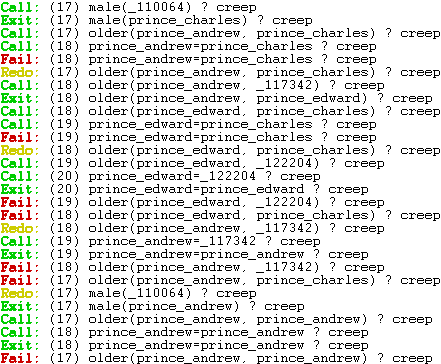 Call: (17) male(_110064) ? creep
Exit: (17) male(prince_charles) ? creep
Call: (17) older(prince_andrew, prince_charles) ? creep
Call: (18) prince_andrew=prince_charles ? creep
Fail: (18) prince_andrew=prince_charles ? creep
Redo: (17) older(prince_andrew, prince_charles) ? creep
Call: (18) older(prince_andrew, _117342) ? creep
Exit: (18) older(prince_andrew, prince_edward) ? creep
Call: (18) older(prince_edward, prince_charles) ? creep
Call: (19) prince_edward=prince_charles ? creep
Fail: (19) prince_edward=prince_charles ? creep
Redo: (18) older(prince_edward, prince_charles) ? creep
Call: (19) older(prince_edward, _122204) ? creep
Call: (20) prince_edward=_122204 ? creep
Exit: (20) prince_edward=prince_edward ? creep
Fail: (19) older(prince_edward, _122204) ? creep
Fail: (18) older(prince_edward, prince_charles) ? creep
Redo: (18) older(prince_andrew, _117342) ? creep
Call: (19) prince_andrew=_117342 ? creep
Exit: (19) prince_andrew=prince_andrew ? creep
Fail: (18) older(prince_andrew, _117342) ? creep
Fail: (17) older(prince_andrew, prince_charles) ? creep
Redo: (17) male(_110064) ? creep
Exit: (17) male(prince_andrew) ? creep
Call: (17) older(prince_andrew, prince_andrew) ? creep
Call: (18) prince_andrew=prince_andrew ? creep
Exit: (18) prince_andrew=prince_andrew ? creep
Fail: (17) older(prince_andrew, prince_andrew) ? creep